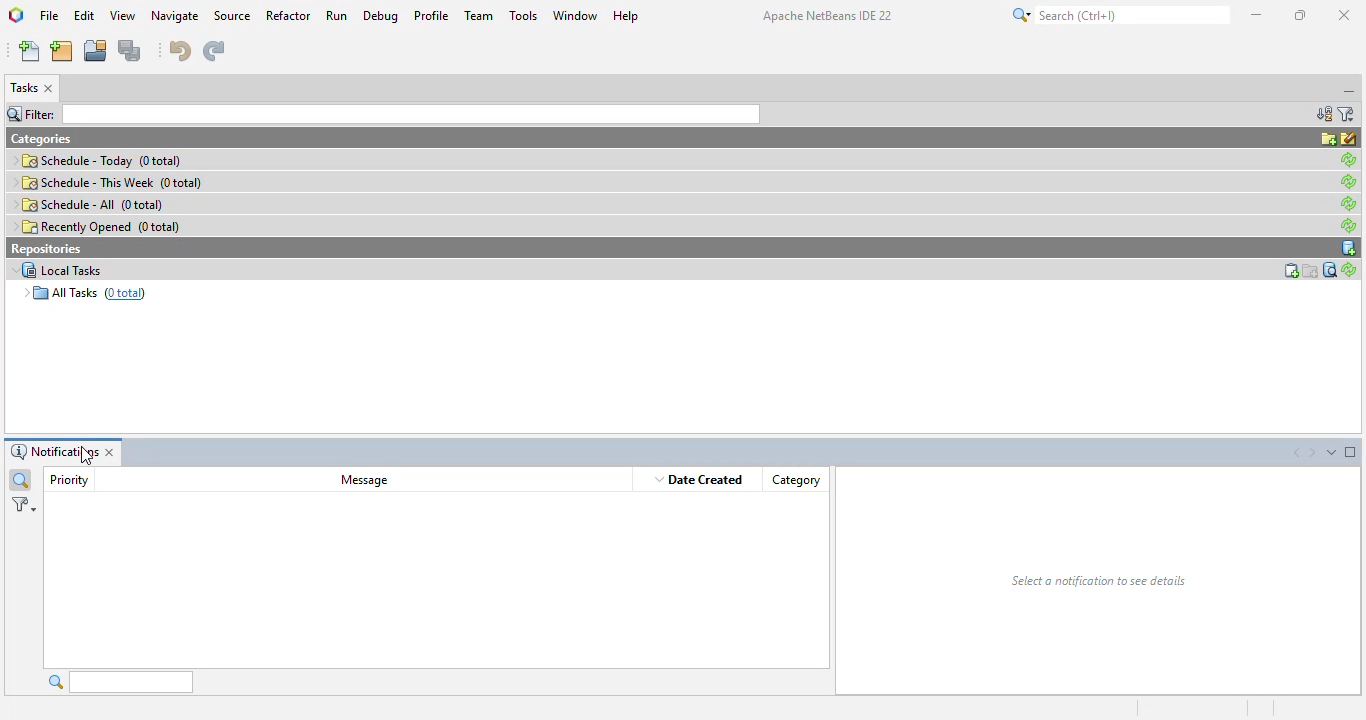 File Edit View Navigate Source Refactor Run Debug Profile Team Tools Window Help Apache NetBeans IDE 22 Search (Ctrl+I)
Tasks
Filter:
Categories
Schedule - Today (0 total)
Schedule - This Week (0 total)
Schedule - All (0 total)
Recently Opened (0 total)
Repositories
Local Tasks
All Tasks (0 total)
Notifications
Priority Message Date Created Category
Select a notification to see details